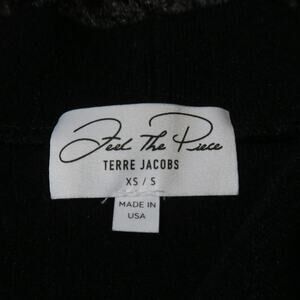 Feel The Piece
TERRE JACOBS
XS / S
MADE IN
USA